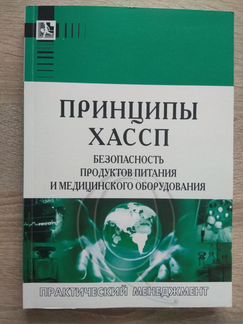 ПРИНЦИПЫ
ХАССП
БЕЗОПАСНОСТЬ
ПРОДУКТОВ ПИТАНИЯ
И МЕДИЦИНСКОГО ОБОРУДОВАНИЯ
ПРАКТИЧЕСКИЙ МЕНЕДЖМЕНТ